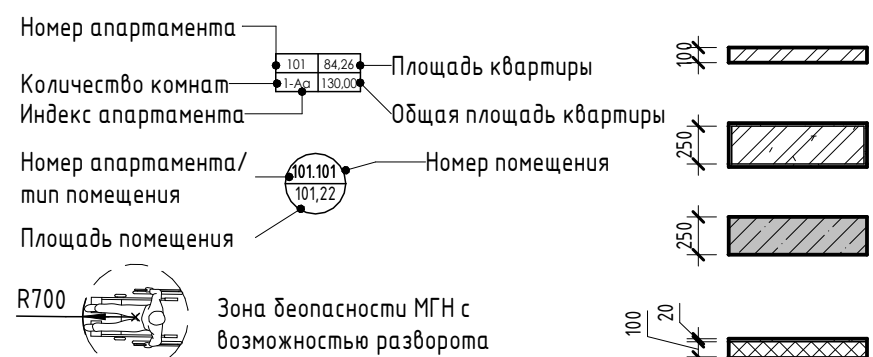 Номер апартамента
101 84,26
Площадь квартиры
Количество комнат
1-Аа 130,00
Индекс апартамента
Общая площадь квартиры
Номер апартамента/
тип помещения
101.101
101,22
Номер помещения
Площадь помещения
R700
Зона беопасности МГН с
возможностью разворота
100
250
250
20
100